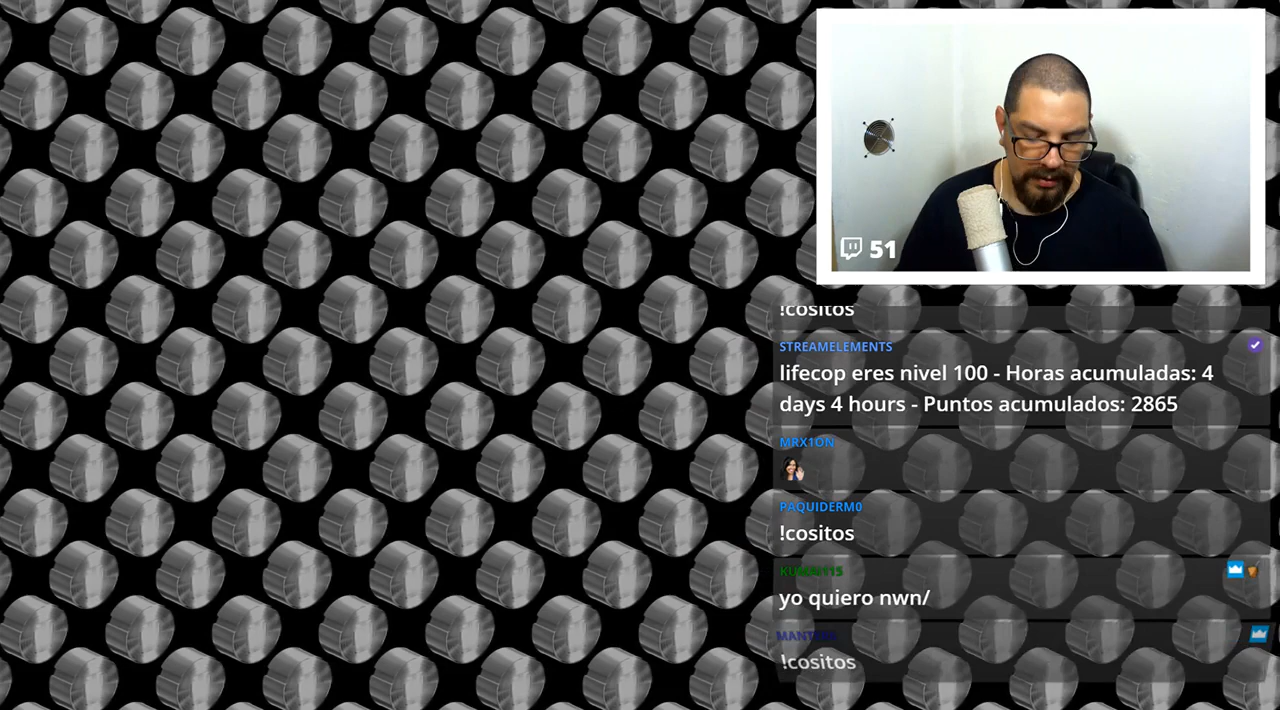 51
!cositos
STREAMELEMENTS
lifecop eres nivel 100 - Horas acumuladas: 4
days 4 hours - Puntos acumulados: 2865
MRX1ON
PAQUIDERM0
!cositos
yo quiero nwn/
!cositos